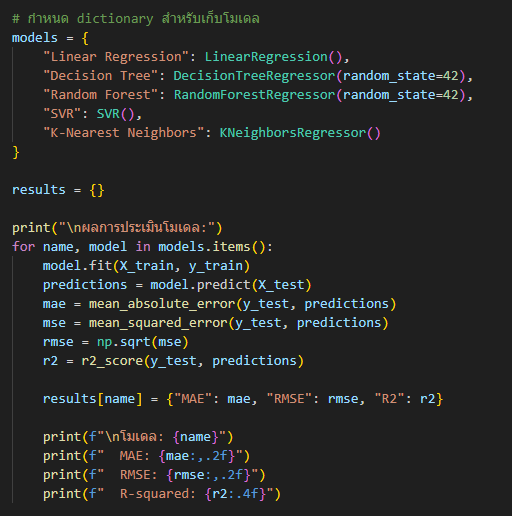 # กำหนด dictionary สำหรับเก็บโมเดล
models = {
    "Linear Regression": LinearRegression(),
    "Decision Tree": DecisionTreeRegressor(random_state=42),
    "Random Forest": RandomForestRegressor(random_state=42),
    "SVR": SVR(),
    "K-Nearest Neighbors": KNeighborsRegressor()
}

results = {}

print("\nผลการประเมินโมเดล:")
for name, model in models.items():
    model.fit(X_train, y_train)
    predictions = model.predict(X_test)
    mae = mean_absolute_error(y_test, predictions)
    mse = mean_squared_error(y_test, predictions)
    rmse = np.sqrt(mse)
    r2 = r2_score(y_test, predictions)

    results[name] = {"MAE": mae, "RMSE": rmse, "R2": r2}

    print(f"\nโมเดล: {name}")
    print(f"  MAE: {mae:,.2f}")
    print(f"  RMSE: {rmse:,.2f}")
    print(f"  R-squared: {r2:.4f}")